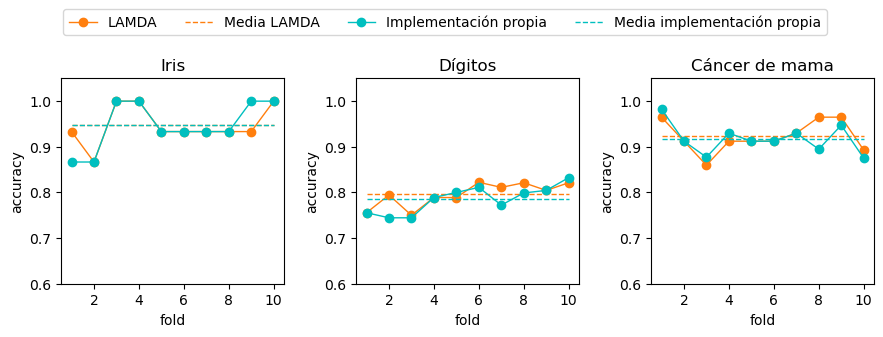 LAMDA Media LAMDA Implementación propia Media implementación propia
Iris Dígitos Cáncer de mama
1.0 1.0 1.0
0.9 0.9 0.9
accuracy accuracy accuracy
0.8 0.8 0.8
0.7 0.7 0.7
0.6 0.6 0.6
2 4 6 8 10 2 4 6 8 10 2 4 6 8 10
fold fold fold